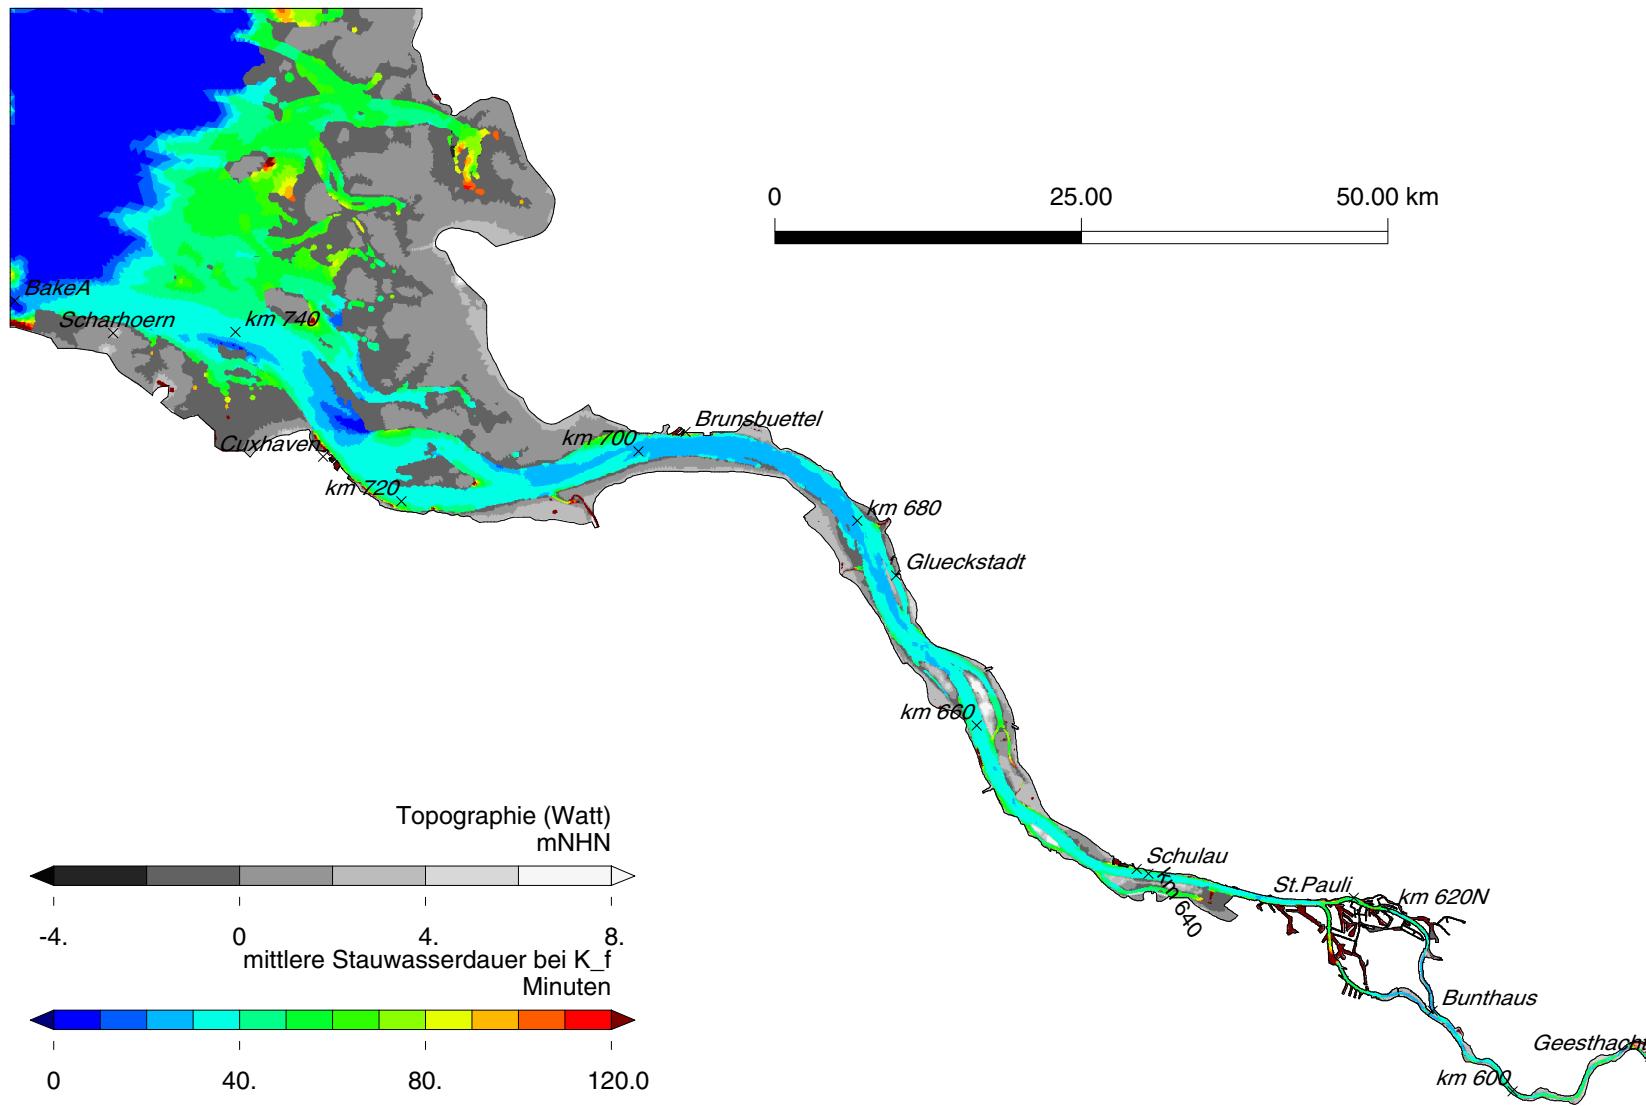 0 25.00 50.00 km
BakeA
Scharhoern
km 740
Brunsbuettel
Cuxhaven
km 700
km 720
km 680
Glueckstadt
km 660
Topographie (Watt)
mNHN
-4. 0 4. 8.
mittlere Stauwasserdauer bei K_f
Minuten
0 40. 80. 120.0
Schulau
km 640
St.Pauli
km 620N
Bunthaus
Geesthacht
km 600